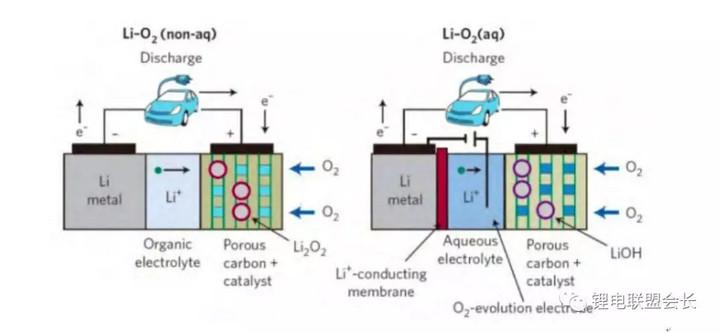 Li-O₂ (non-aq)
Discharge
e⁻
−
+
e⁻
Li
metal
Li⁺
O₂
O₂
Organic
electrolyte
Porous
carbon +
catalyst
Li₂O₂
Li-O₂(aq)
Discharge
e⁻
−
+
e⁻
Li
metal
Li⁺
O₂
O₂
Li⁺-conducting
membrane
Aqueous
electrolyte
Porous
carbon +
catalyst
LiOH
O₂-evolution electrode
锂电联盟会长